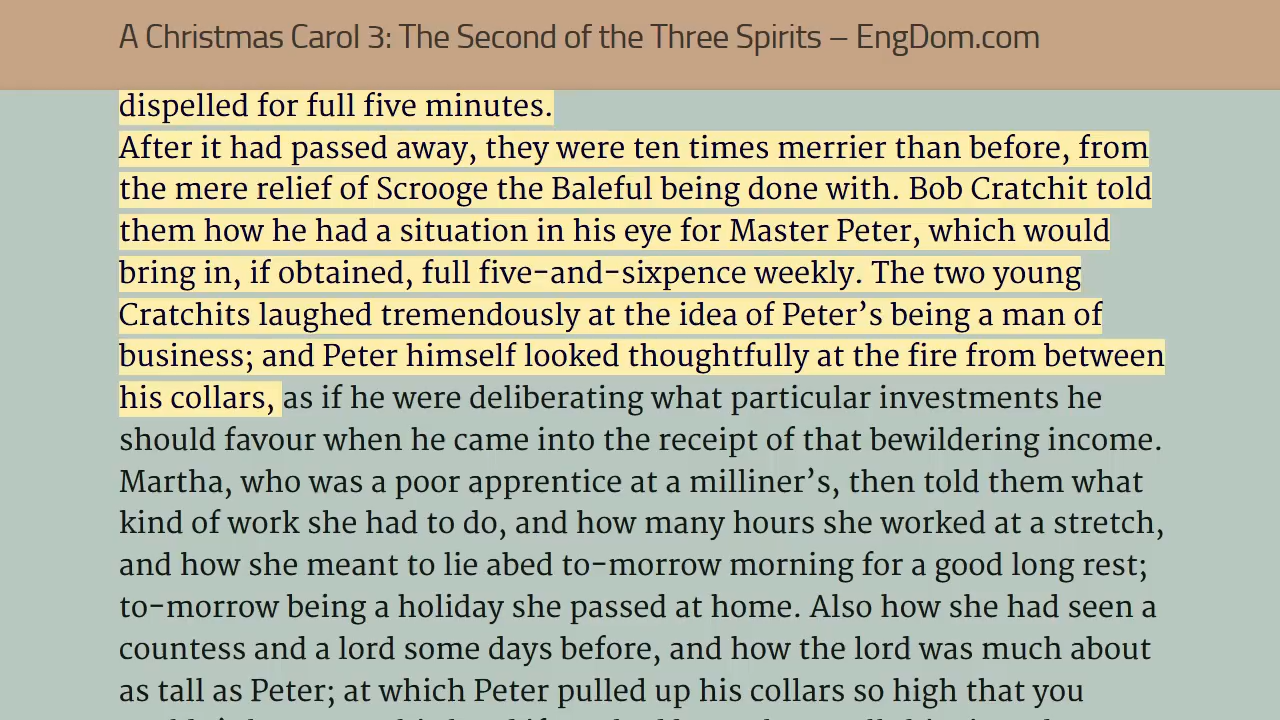 A Christmas Carol 3: The Second of the Three Spirits – EngDom.com
dispelled for full five minutes.
After it had passed away, they were ten times merrier than before, from
the mere relief of Scrooge the Baleful being done with. Bob Cratchit told
them how he had a situation in his eye for Master Peter, which would
bring in, if obtained, full five-and-sixpence weekly. The two young
Cratchits laughed tremendously at the idea of Peter’s being a man of
business; and Peter himself looked thoughtfully at the fire from between
his collars, as if he were deliberating what particular investments he
should favour when he came into the receipt of that bewildering income.
Martha, who was a poor apprentice at a milliner’s, then told them what
kind of work she had to do, and how many hours she worked at a stretch,
and how she meant to lie abed to-morrow morning for a good long rest;
to-morrow being a holiday she passed at home. Also how she had seen a
countess and a lord some days before, and how the lord was much about
as tall as Peter; at which Peter pulled up his collars so high that you